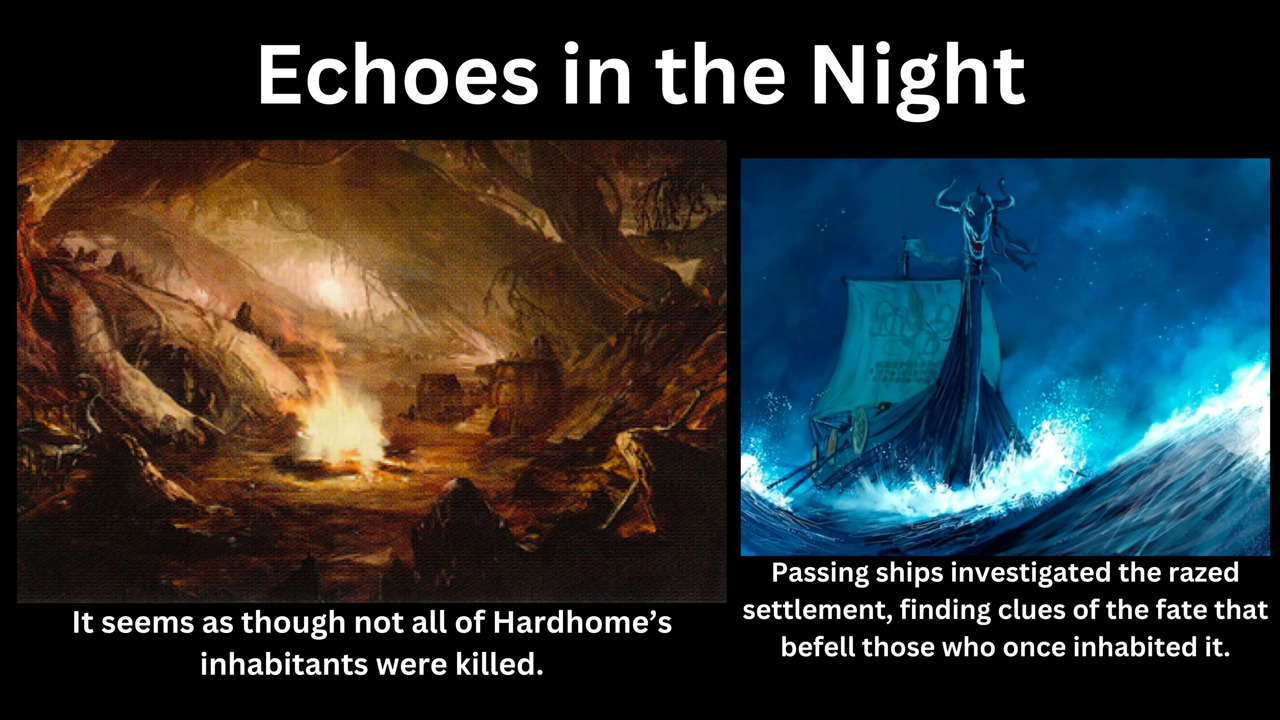 Echoes in the Night
It seems as though not all of Hardhome’s
inhabitants were killed.
Passing ships investigated the razed
settlement, finding clues of the fate that
befell those who once inhabited it.